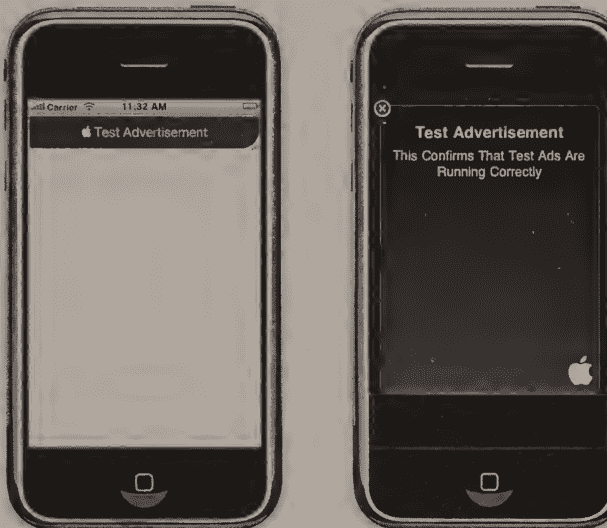 Carrier 11:32 AM
Test Advertisement
Test Advertisement
This Confirms That Test Ads Are
Running Correctly